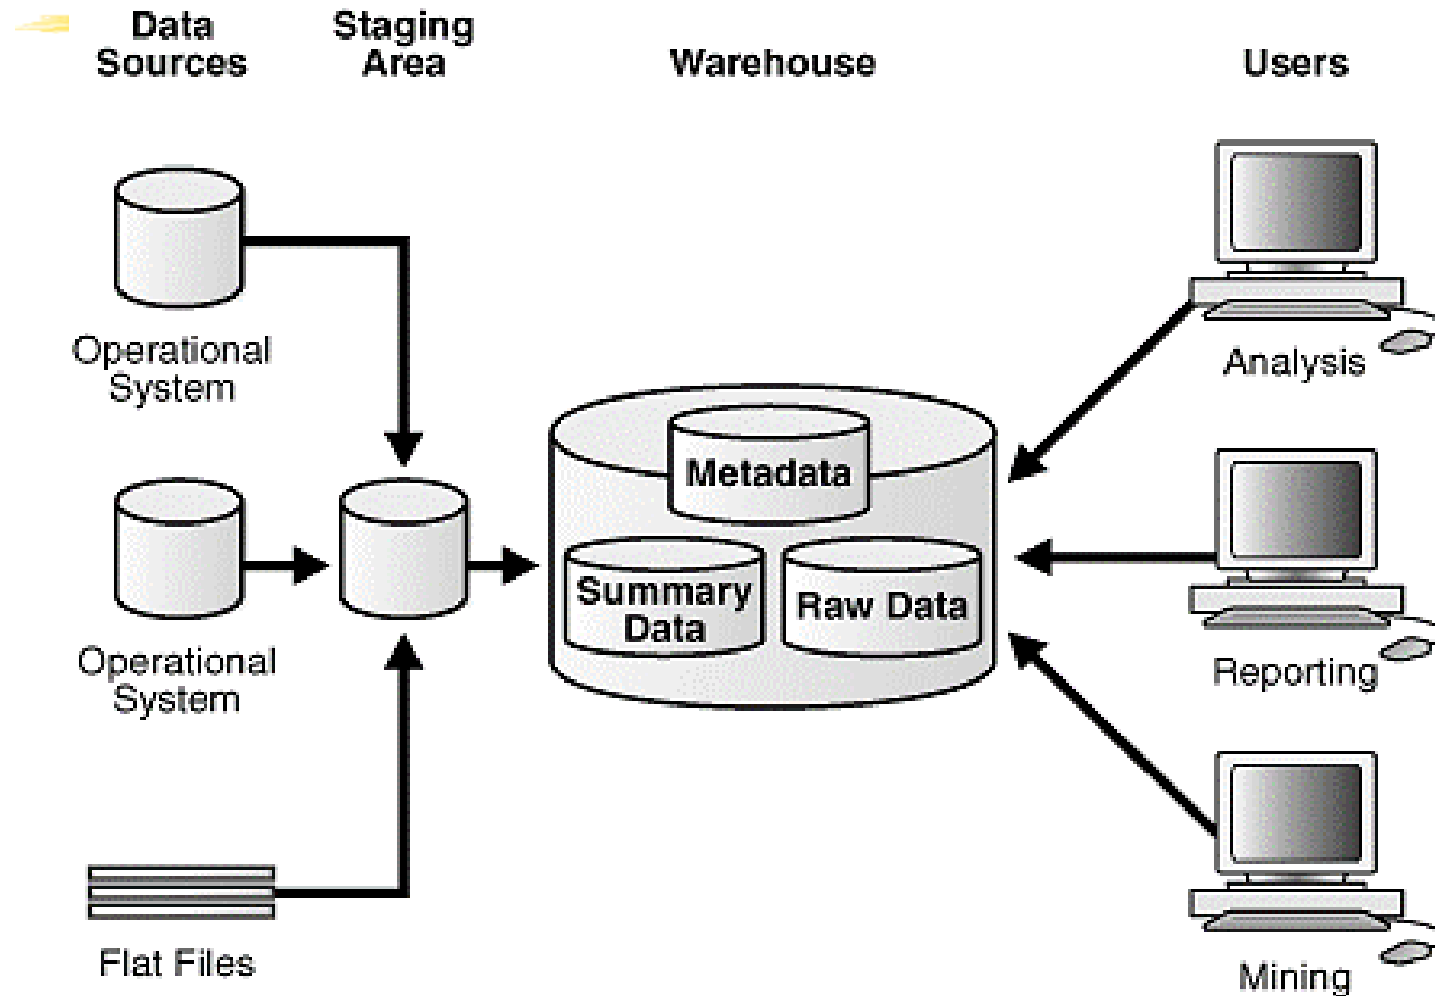 Data
Sources
Staging
Area
Warehouse
Users
Operational
System
Analysis
Metadata
Summary
Data
Raw Data
Operational
System
Reporting
Flat Files
Mining